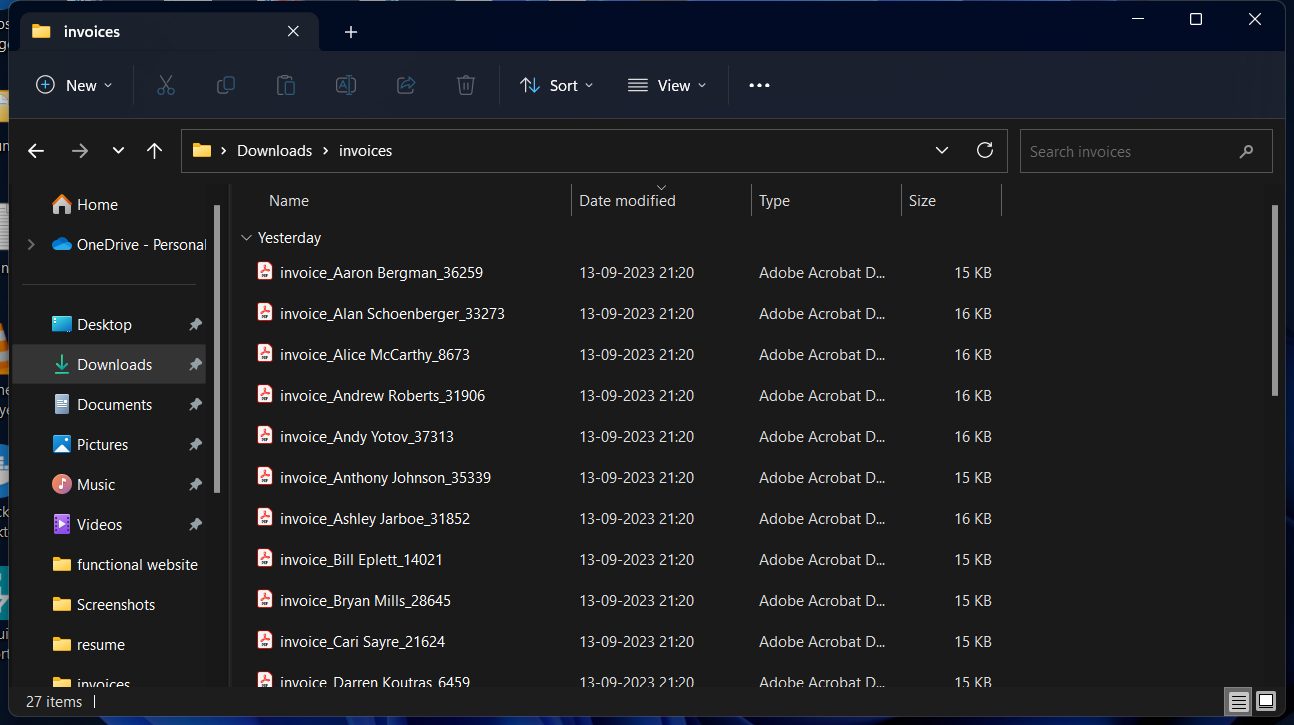 invoices
New
Sort
View
Downloads > invoices
Search invoices
Home
OneDrive - Personal
Desktop
Downloads
Documents
Pictures
Music
Videos
functional website
Screenshots
resume
invoices
Name Date modified Type Size
Yesterday
invoice_Aaron Bergman_36259 13-09-2023 21:20 Adobe Acrobat D... 15 KB
invoice_Alan Schoenberger_33273 13-09-2023 21:20 Adobe Acrobat D... 16 KB
invoice_Alice McCarthy_8673 13-09-2023 21:20 Adobe Acrobat D... 16 KB
invoice_Andrew Roberts_31906 13-09-2023 21:20 Adobe Acrobat D... 16 KB
invoice_Andy Yotov_37313 13-09-2023 21:20 Adobe Acrobat D... 16 KB
invoice_Anthony Johnson_35339 13-09-2023 21:20 Adobe Acrobat D... 15 KB
invoice_Ashley Jarboe_31852 13-09-2023 21:20 Adobe Acrobat D... 16 KB
invoice_Bill Eplett_14021 13-09-2023 21:20 Adobe Acrobat D... 15 KB
invoice_Bryan Mills_28645 13-09-2023 21:20 Adobe Acrobat D... 15 KB
invoice_Cari Sayre_21624 13-09-2023 21:20 Adobe Acrobat D... 15 KB
invoice_Darren Koutras_6459 13-09-2023 21:20 Adobe Acrobat D... 15 KB
27 items